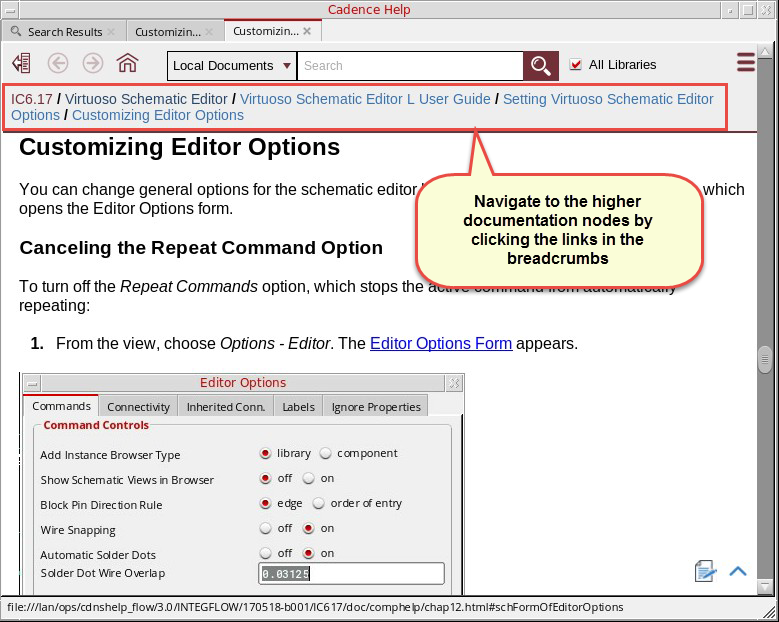 Cadence Help
Search Results
Customizin...
Customizin...
Local Documents
Search
All Libraries
IC6.17 / Virtuoso Schematic Editor / Virtuoso Schematic Editor L User Guide / Setting Virtuoso Schematic Editor
Options / Customizing Editor Options
Customizing Editor Options
You can change general options for the schematic editor which
opens the Editor Options form.
Navigate to the higher
documentation nodes by
clicking the links in the
breadcrumbs
Canceling the Repeat Command Option
To turn off the Repeat Commands option, which stops the active command from automatically
repeating:
1. From the view, choose Options - Editor. The Editor Options Form appears.
Editor Options
Commands Connectivity Inherited Conn. Labels Ignore Properties
Command Controls
Add Instance Browser Type library component
Show Schematic Views in Browser off on
Block Pin Direction Rule edge order of entry
Wire Snapping off on
Automatic Solder Dots off on
Solder Dot Wire Overlap 0.03125
file:///lan/ops/cdnshelp_flow/3.0/INTEGFLOW/170518-b001/IC617/doc/comphelp/chap12.html#schFormOfEditorOptions